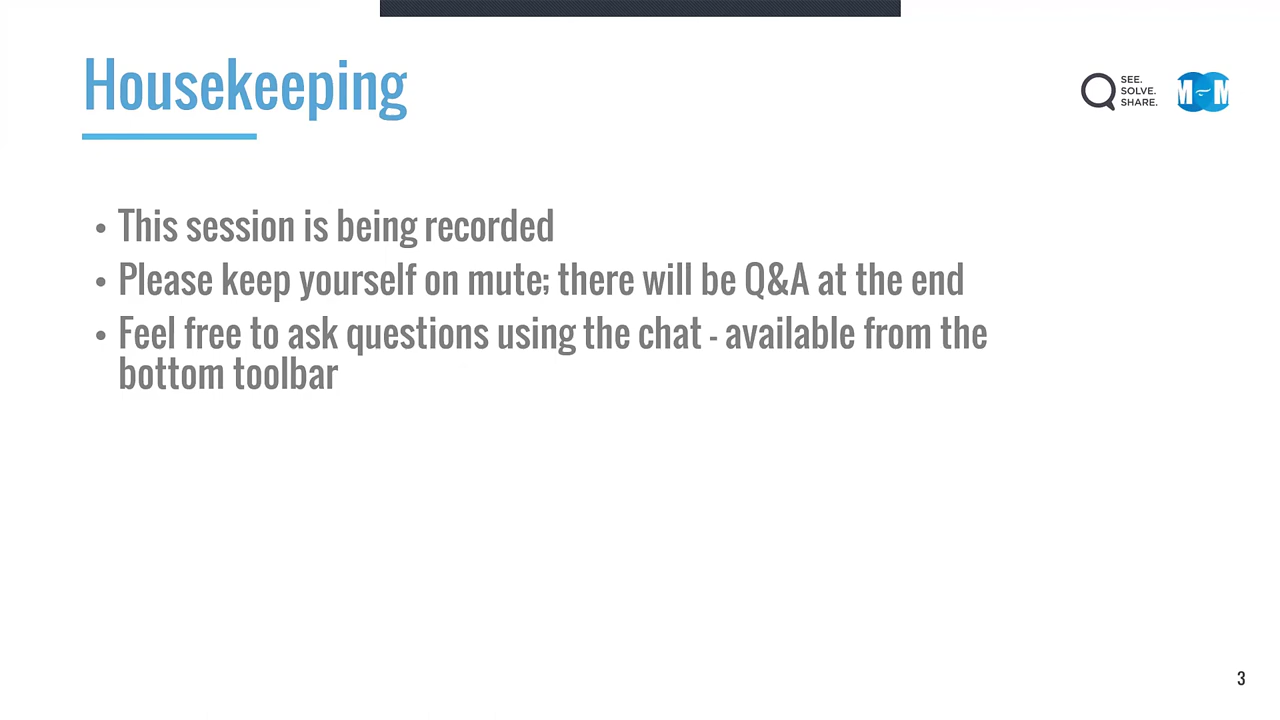 Housekeeping
SEE.
SOLVE.
SHARE.
M M
• This session is being recorded
• Please keep yourself on mute; there will be Q&A at the end
• Feel free to ask questions using the chat - available from the
bottom toolbar
3